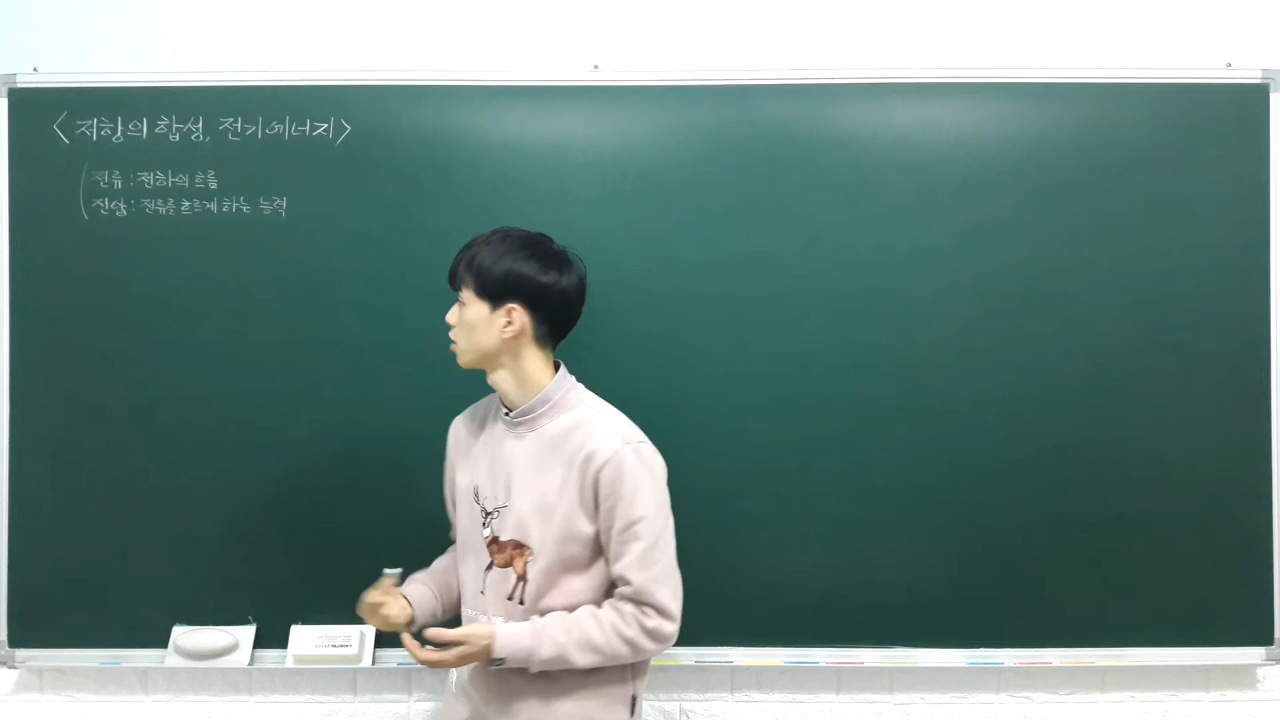 <저항의 합성, 전기에너지>
전류 : 전하의 흐름
전압 : 전류를 흐르게 하는 능력